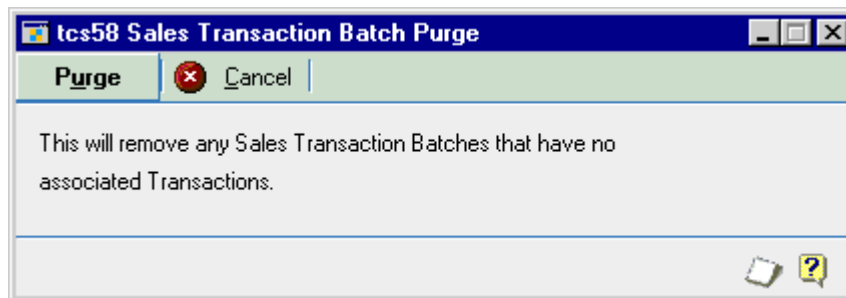 tcs58 Sales Transaction Batch Purge
Purge Cancel
This will remove any Sales Transaction Batches that have no
associated Transactions.
?